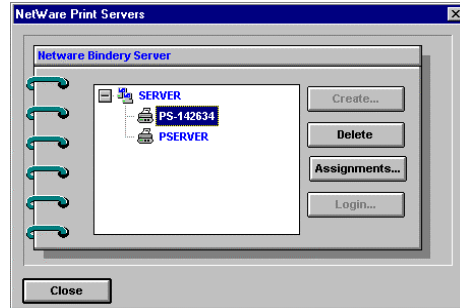 NetWare Print Servers
Netware Bindery Server
SERVER
PS-142634
PSERVER
Create...
Delete
Assignments...
Login...
Close